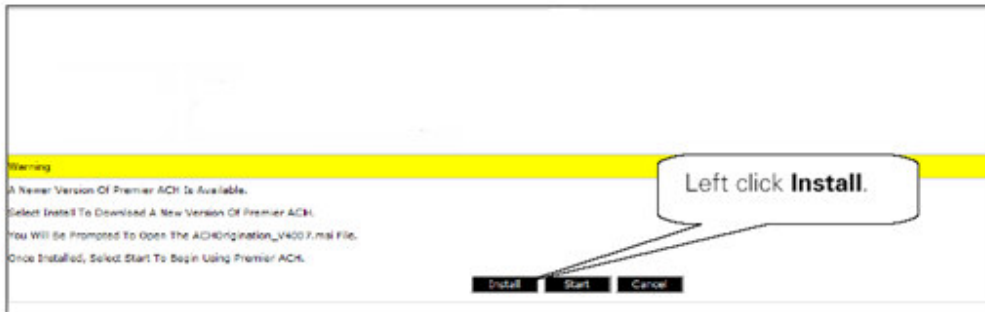 Warning
A Newer Version Of Premier ACH Is Available.
Left click Install.
Select Install To Download A New Version Of Premier ACH.
You Will Be Prompted To Open The ACHOrigination_V4007.msi File.
Once Installed, Select Start To Begin Using Premier ACH.
Install Start Cancel